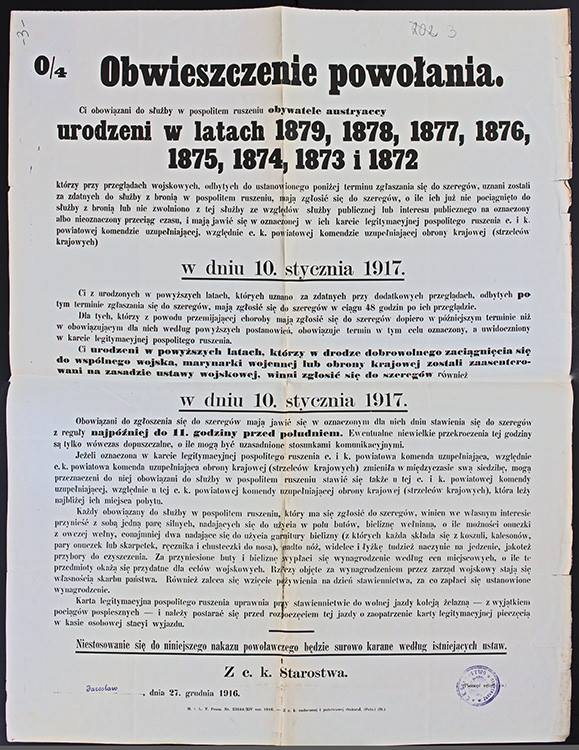 -3-
202 3
0/4 Obwieszczenie powołania.
Ci obowiązani do służby w pospolitem ruszeniu obywatele austryaccy
urodzeni w latach 1879, 1878, 1877, 1876,
1875, 1874, 1873 i 1872
którzy przy przeglądach wojskowych, odbytych do ustanowionego poniżej terminu zgłaszania się do szeregów, uznani zostali
za zdatnych do służby z bronią w pospolitem ruszeniu, mają zgłosić się do szeregów, o ile ich już nie pociągnięto do
służby z bronią lub nie zwolniono z tej służby ze względów służby publicznej lub interesu publicznego na oznaczony
albo nieoznaczony przeciąg czasu, i mają jawić się w oznaczonej w ich karcie legitymacyjnej pospolitego ruszenia c. i k.
powiatowej komendzie uzupełniającej, względnie c. k. powiatowej komendzie uzupełniającej obrony krajowej (strzelców
krajowych)
w dniu 10. stycznia 1917.
Ci z urodzonych w powyższych latach, których uznano za zdatnych przy dodatkowych przeglądach, odbytych po
tym terminie zgłaszania się do szeregów, mają zgłosić się do szeregów w ciągu 48 godzin po ich przeglądzie.
Dla tych, którzy z powodu przemijającej choroby mają zgłosić się do szeregów dopiero w późniejszym terminie niż
w obowiązującym dla nich według powyższych postanowień, obowiązuje termin w tym celu oznaczony, a uwidoczniony
w karcie legitymacyjnej pospolitego ruszenia.
Ci urodzeni w powyższych latach, którzy w drodze dobrowolnego zaciągnięcia się
do wspólnego wojska, marynarki wojennej lub obrony krajowej zostali zaasentero-
wani na zasadzie ustawy wojskowej, winni zgłosić się do szeregów również
w dniu 10. stycznia 1917.
Obowiązani do zgłoszenia się do szeregów mają jawić się w oznaczonym dla nich dniu stawienia się do szeregów
z reguły najpóźniej do 11. godziny przed południem. Ewentualne niewielkie przekroczenia tej godziny
są tylko wówczas dopuszczalne, o ile mogą być uzasadnione stosunkami kommunikacyjnymi.
Jeżeli oznaczona w karcie legitymacyjnej pospolitego ruszenia c. i k. powiatowa komenda uzupełniająca, względnie
c. k. powiatowa komenda uzupełniająca obrony krajowej (strzelców krajowych) zmieniła w międzyczasie swą siedzibę, mogą
przeznaczeni do niej obowiązani do służby w pospolitem ruszeniu stawić się także u tej c. i k. powiatowej komendy
uzupełniającej, względnie u tej c. k. powiatowej komendy uzupełniającej obrony krajowej (strzelców krajowych), która leży
najbliżej ich miejsca pobytu.
Każdy obowiązany do służby w pospolitem ruszeniu, który ma się zgłosić do szeregów, winien we własnym interesie
przynieść z sobą jedną parę silnych, nadających się do użycia w polu butów, bieliznę wełnianą, o ile możności onuczki
z owczej wełny, conajmniej dwa nadające się do użycia garnitury bielizny (z których każda składa się z koszuli, kalesonów,
pary onuczek lub skarpetek, ręcznika i chusteczki do nosa), nadto nóż, widelec i łyżkę tudzież naczynie na jedzenie, jakoteż
przybory do czyszczenia. Za przyniesione buty i bieliznę wypłaci się wynagrodzenie według cen miejscowych, o ile te
przedmioty okażą się przydatne dla celów wojskowych. Rzeczy objęte za wynagrodzeniem przez zarząd wojskowy stają się
własnością skarbu państwa. Również zaleca się wzięcie pożywienia na dzień stawiennictwa, za co zapłaci się ustanowione
wynagrodzenie.
Karta legitymacyjna pospolitego ruszenia uprawnia przy stawiennictwie do wolnej jazdy koleją żelazną — z wyjątkiem
pociągów pospiesznych — i należy postarać się przed rozpoczęciem tej jazdy o zaopatrzenie karty legitymacyjnej pieczęcią
w kasie osobowej stacyi wyjazdu.
Niestosowanie się do niniejszego nakazu powoławczego będzie surowo karane według istniejących ustaw.
Z c. k. Starostwa.
Jarosław, dnia 27. grudnia 1916.